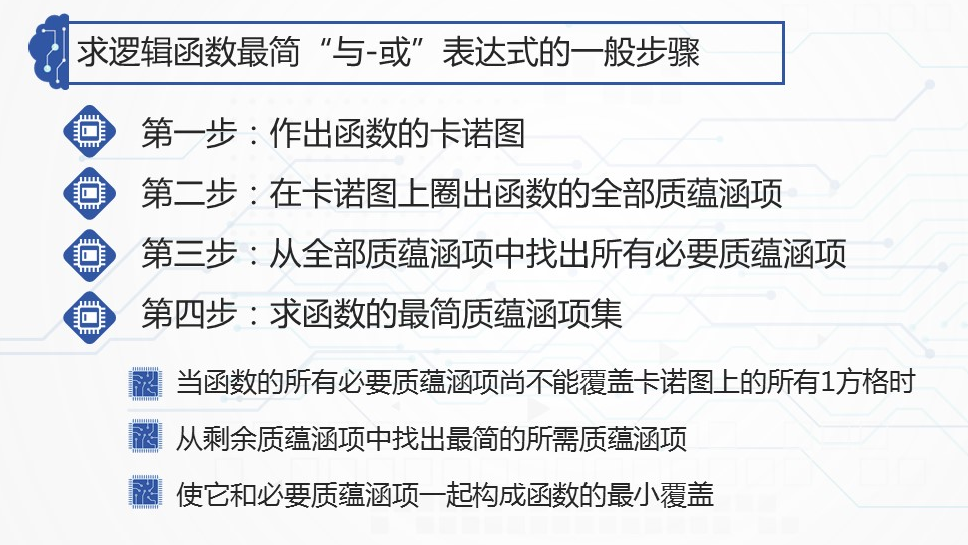 求逻辑函数最简“与-或”表达式的一般步骤
第一步：作出函数的卡诺图
第二步：在卡诺图上圈出函数的全部质蕴涵项
第三步：从全部质蕴涵项中找出所有必要质蕴涵项
第四步：求函数的最简质蕴涵项集
当函数的所有必要质蕴涵项尚不能覆盖卡诺图上的所有1方格时
从剩余质蕴涵项中找出最简的所需质蕴涵项
使它和必要质蕴涵项一起构成函数的最小覆盖